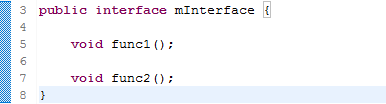 3 public interface mInterface {
4
5     void func1();
6
7     void func2();
8 }